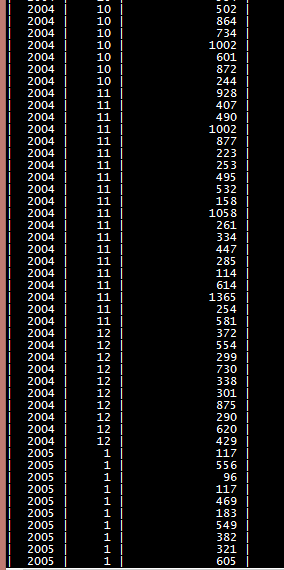 2004 | 10 | 502 |
2004 | 10 | 864 |
2004 | 10 | 734 |
2004 | 10 | 1002 |
2004 | 10 | 601 |
2004 | 10 | 872 |
2004 | 10 | 244 |
2004 | 11 | 928 |
2004 | 11 | 407 |
2004 | 11 | 490 |
2004 | 11 | 1002 |
2004 | 11 | 877 |
2004 | 11 | 223 |
2004 | 11 | 253 |
2004 | 11 | 495 |
2004 | 11 | 532 |
2004 | 11 | 158 |
2004 | 11 | 1058 |
2004 | 11 | 261 |
2004 | 11 | 334 |
2004 | 11 | 447 |
2004 | 11 | 285 |
2004 | 11 | 114 |
2004 | 11 | 614 |
2004 | 11 | 1365 |
2004 | 11 | 254 |
2004 | 11 | 581 |
2004 | 12 | 372 |
2004 | 12 | 554 |
2004 | 12 | 299 |
2004 | 12 | 730 |
2004 | 12 | 338 |
2004 | 12 | 301 |
2004 | 12 | 875 |
2004 | 12 | 290 |
2004 | 12 | 620 |
2004 | 12 | 429 |
2005 | 1 | 117 |
2005 | 1 | 556 |
2005 | 1 | 96 |
2005 | 1 | 117 |
2005 | 1 | 469 |
2005 | 1 | 183 |
2005 | 1 | 549 |
2005 | 1 | 382 |
2005 | 1 | 321 |
2005 | 1 | 605 |